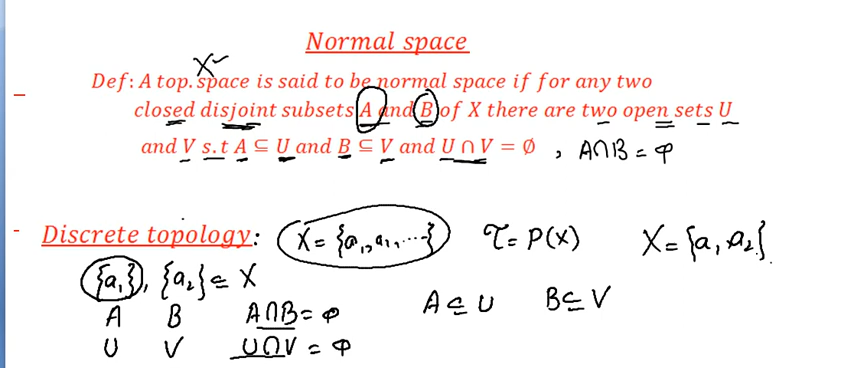 Normal space
X
Def: A top. space is said to be normal space if for any two
closed disjoint subsets A and B of X there are two open sets U
and V s.t A ⊆ U and B ⊆ V and U ∩ V = ∅ , A∩B = φ
Discrete topology: X = {a₁, a₁, ....} τ = P(X) X = {a, a₂}.
{a₁}, {a₂} ⊆ X
A B A∩B = φ A ⊆ U B ⊆ V
U V U∩V = φ